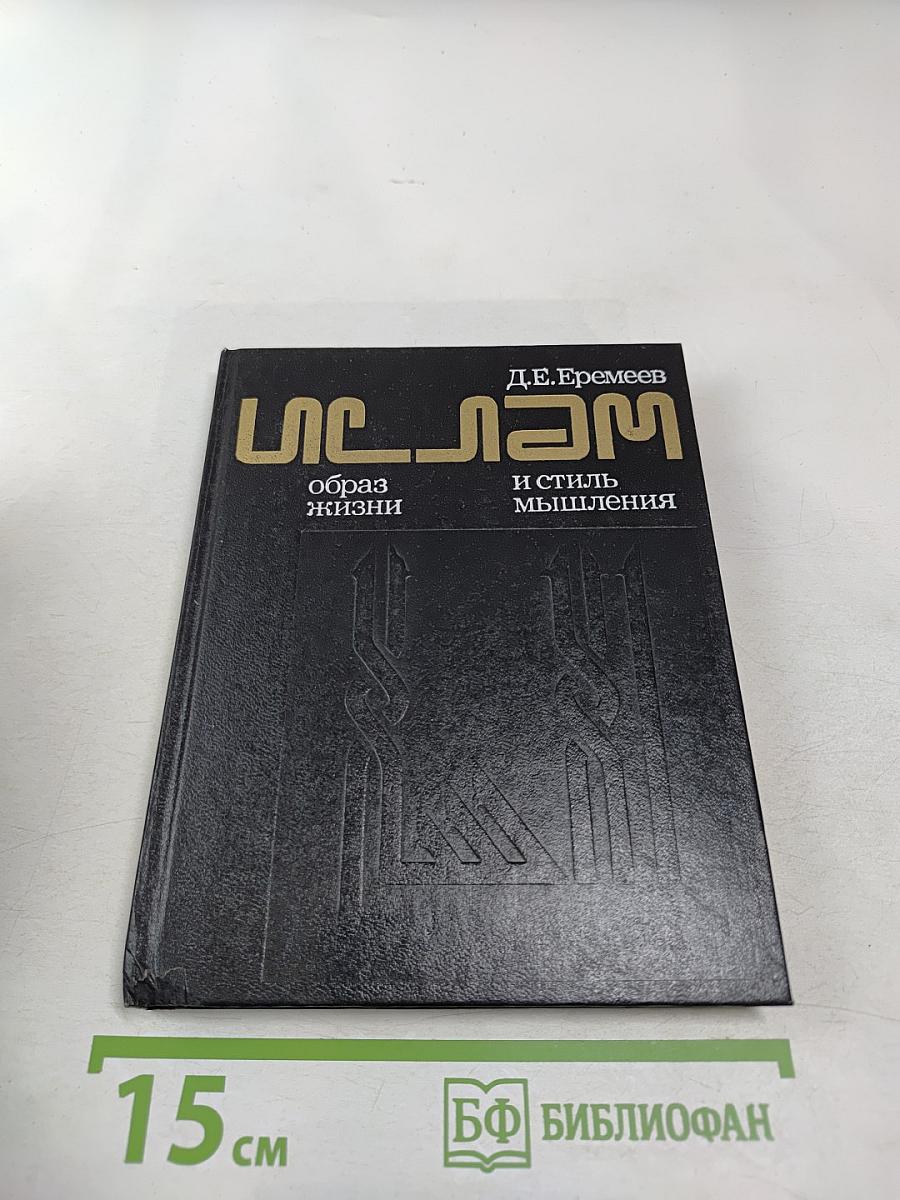 Д.Е.Еремеев
ислам
образ
жизни
и стиль
мышления
15 см
БФ БИБЛИОФАН